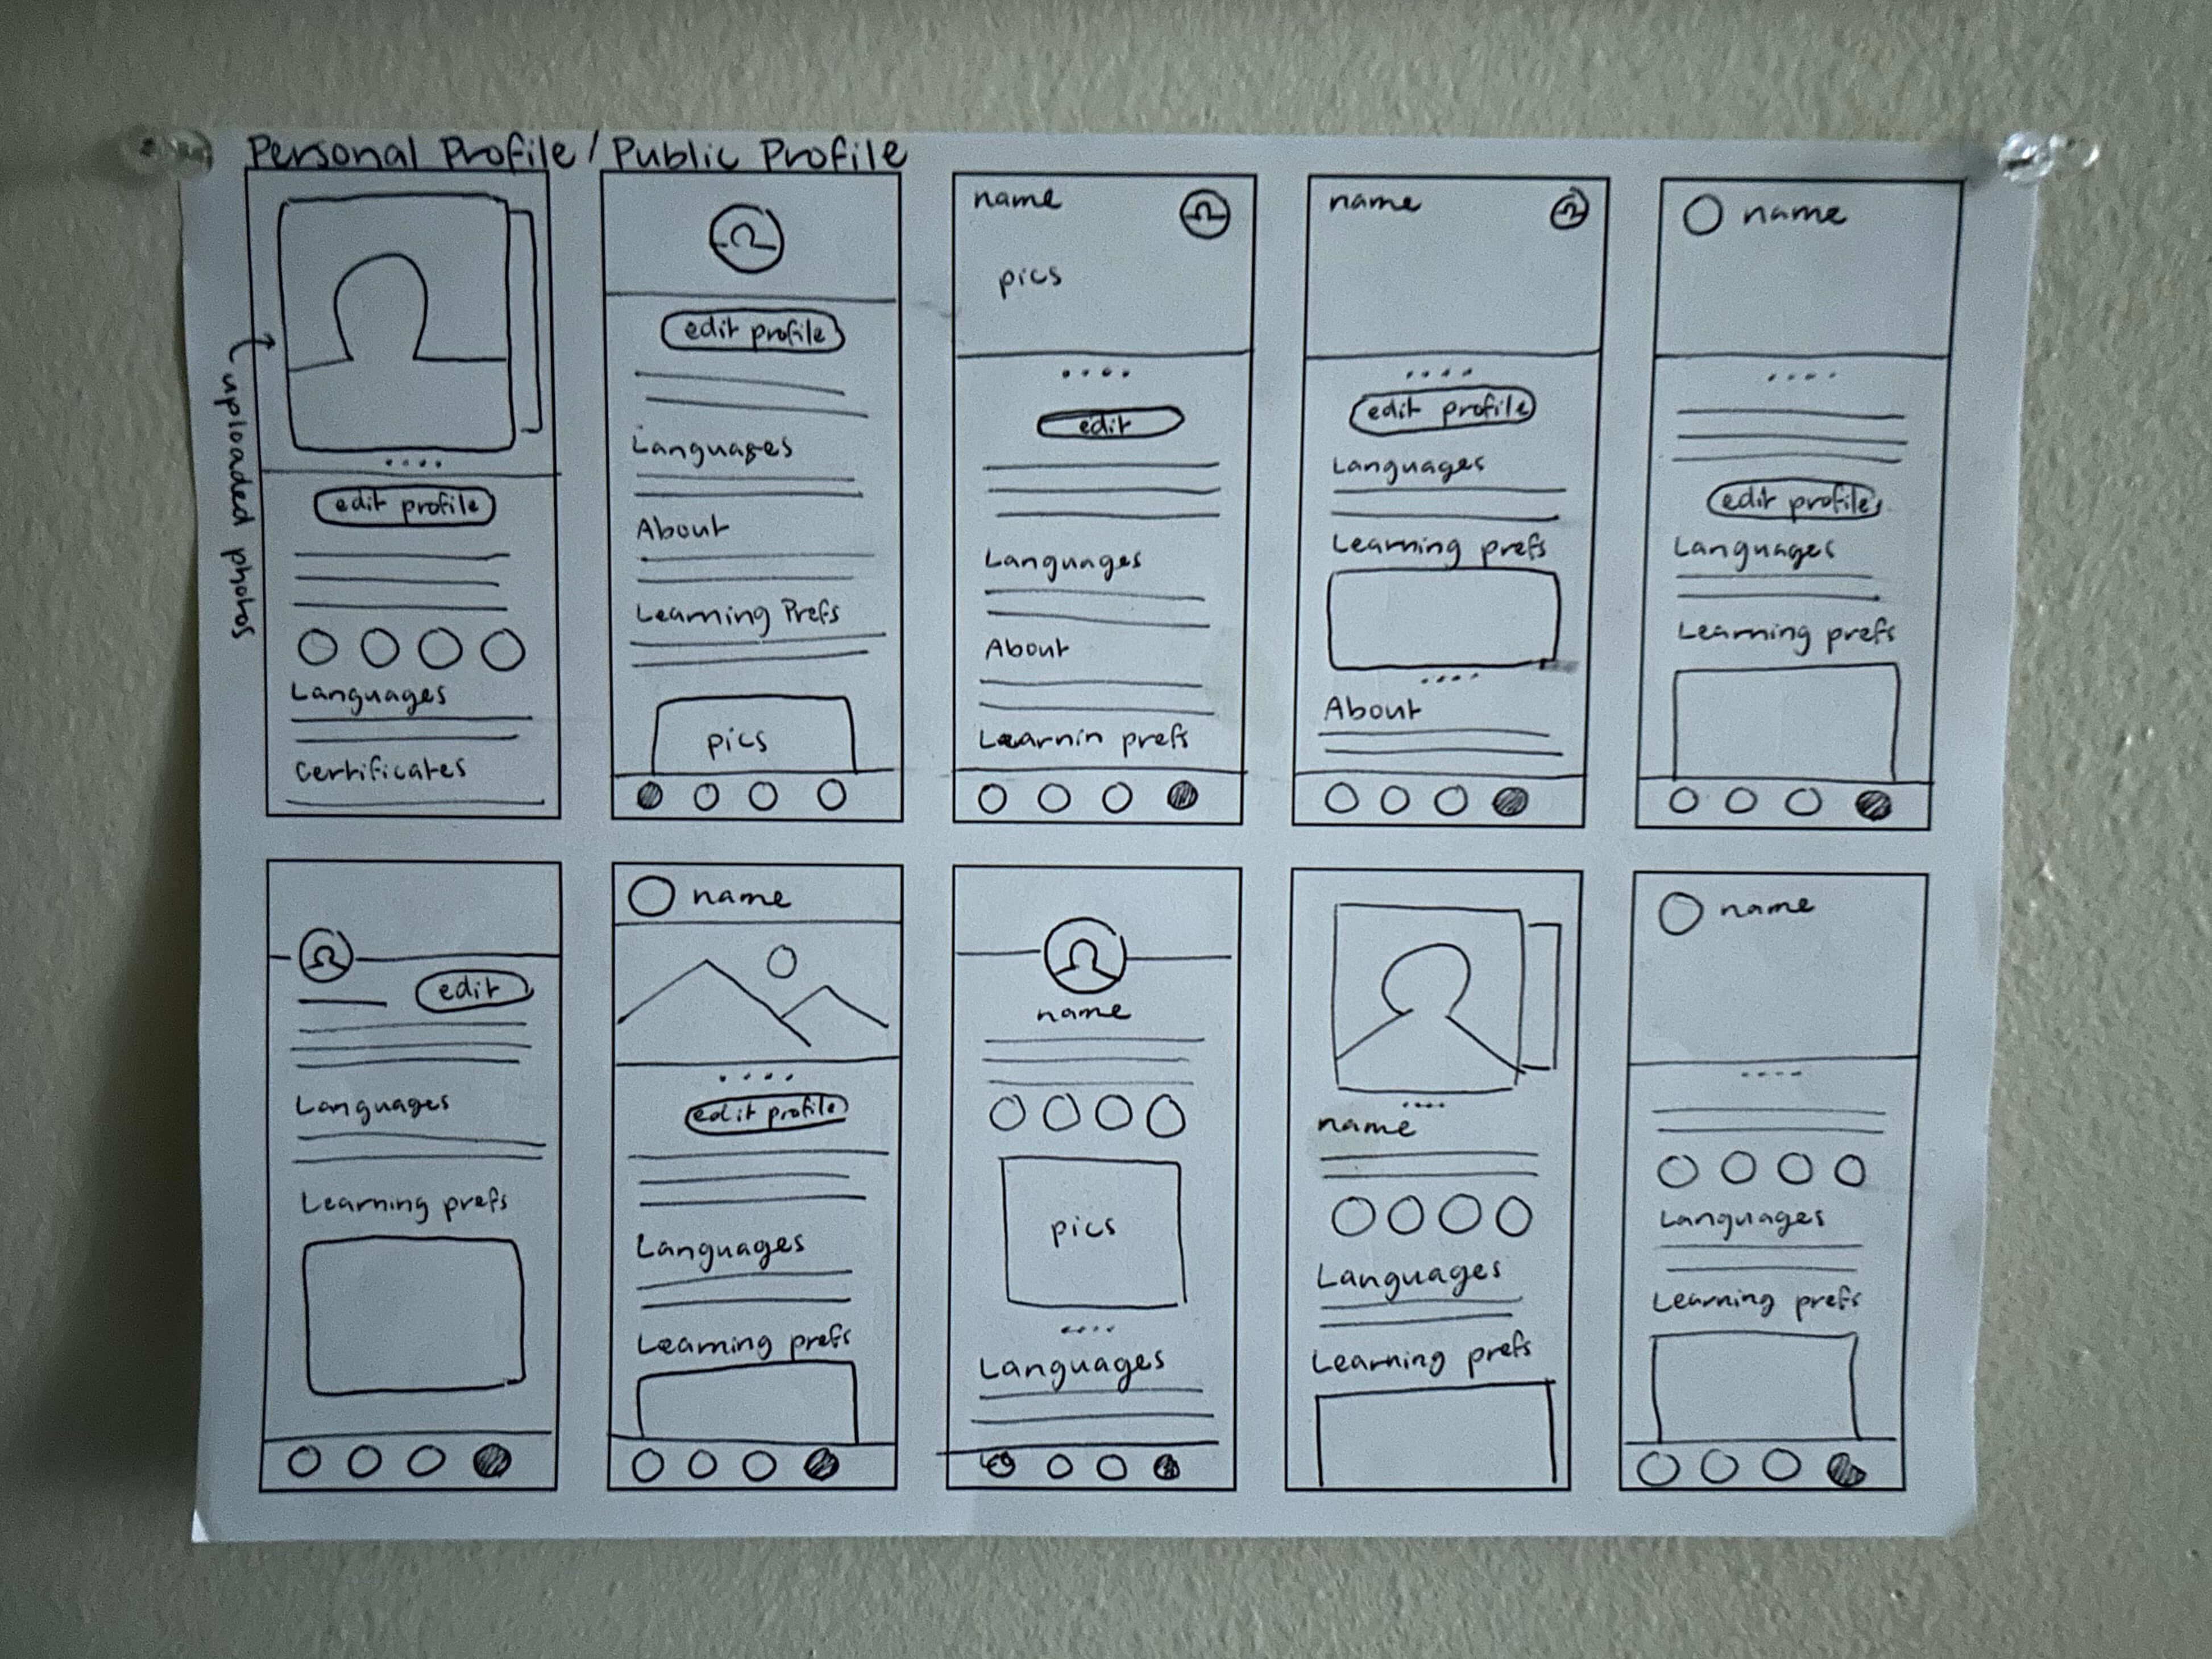 Personal Profile / Public Profile
uploaded photos
edit profile
Languages
Certificates
edit profile
Languages
About
Learning Prefs
pics
name
pics
edit
Languages
About
Learnin prefs
name
edit profile
Languages
Learning prefs
About
name
edit profile
Languages
Learning prefs
edit
Languages
Learning prefs
name
edit profile
Languages
Learning prefs
name
pics
Languages
name
Languages
Learning prefs
name
Languages
Learning prefs